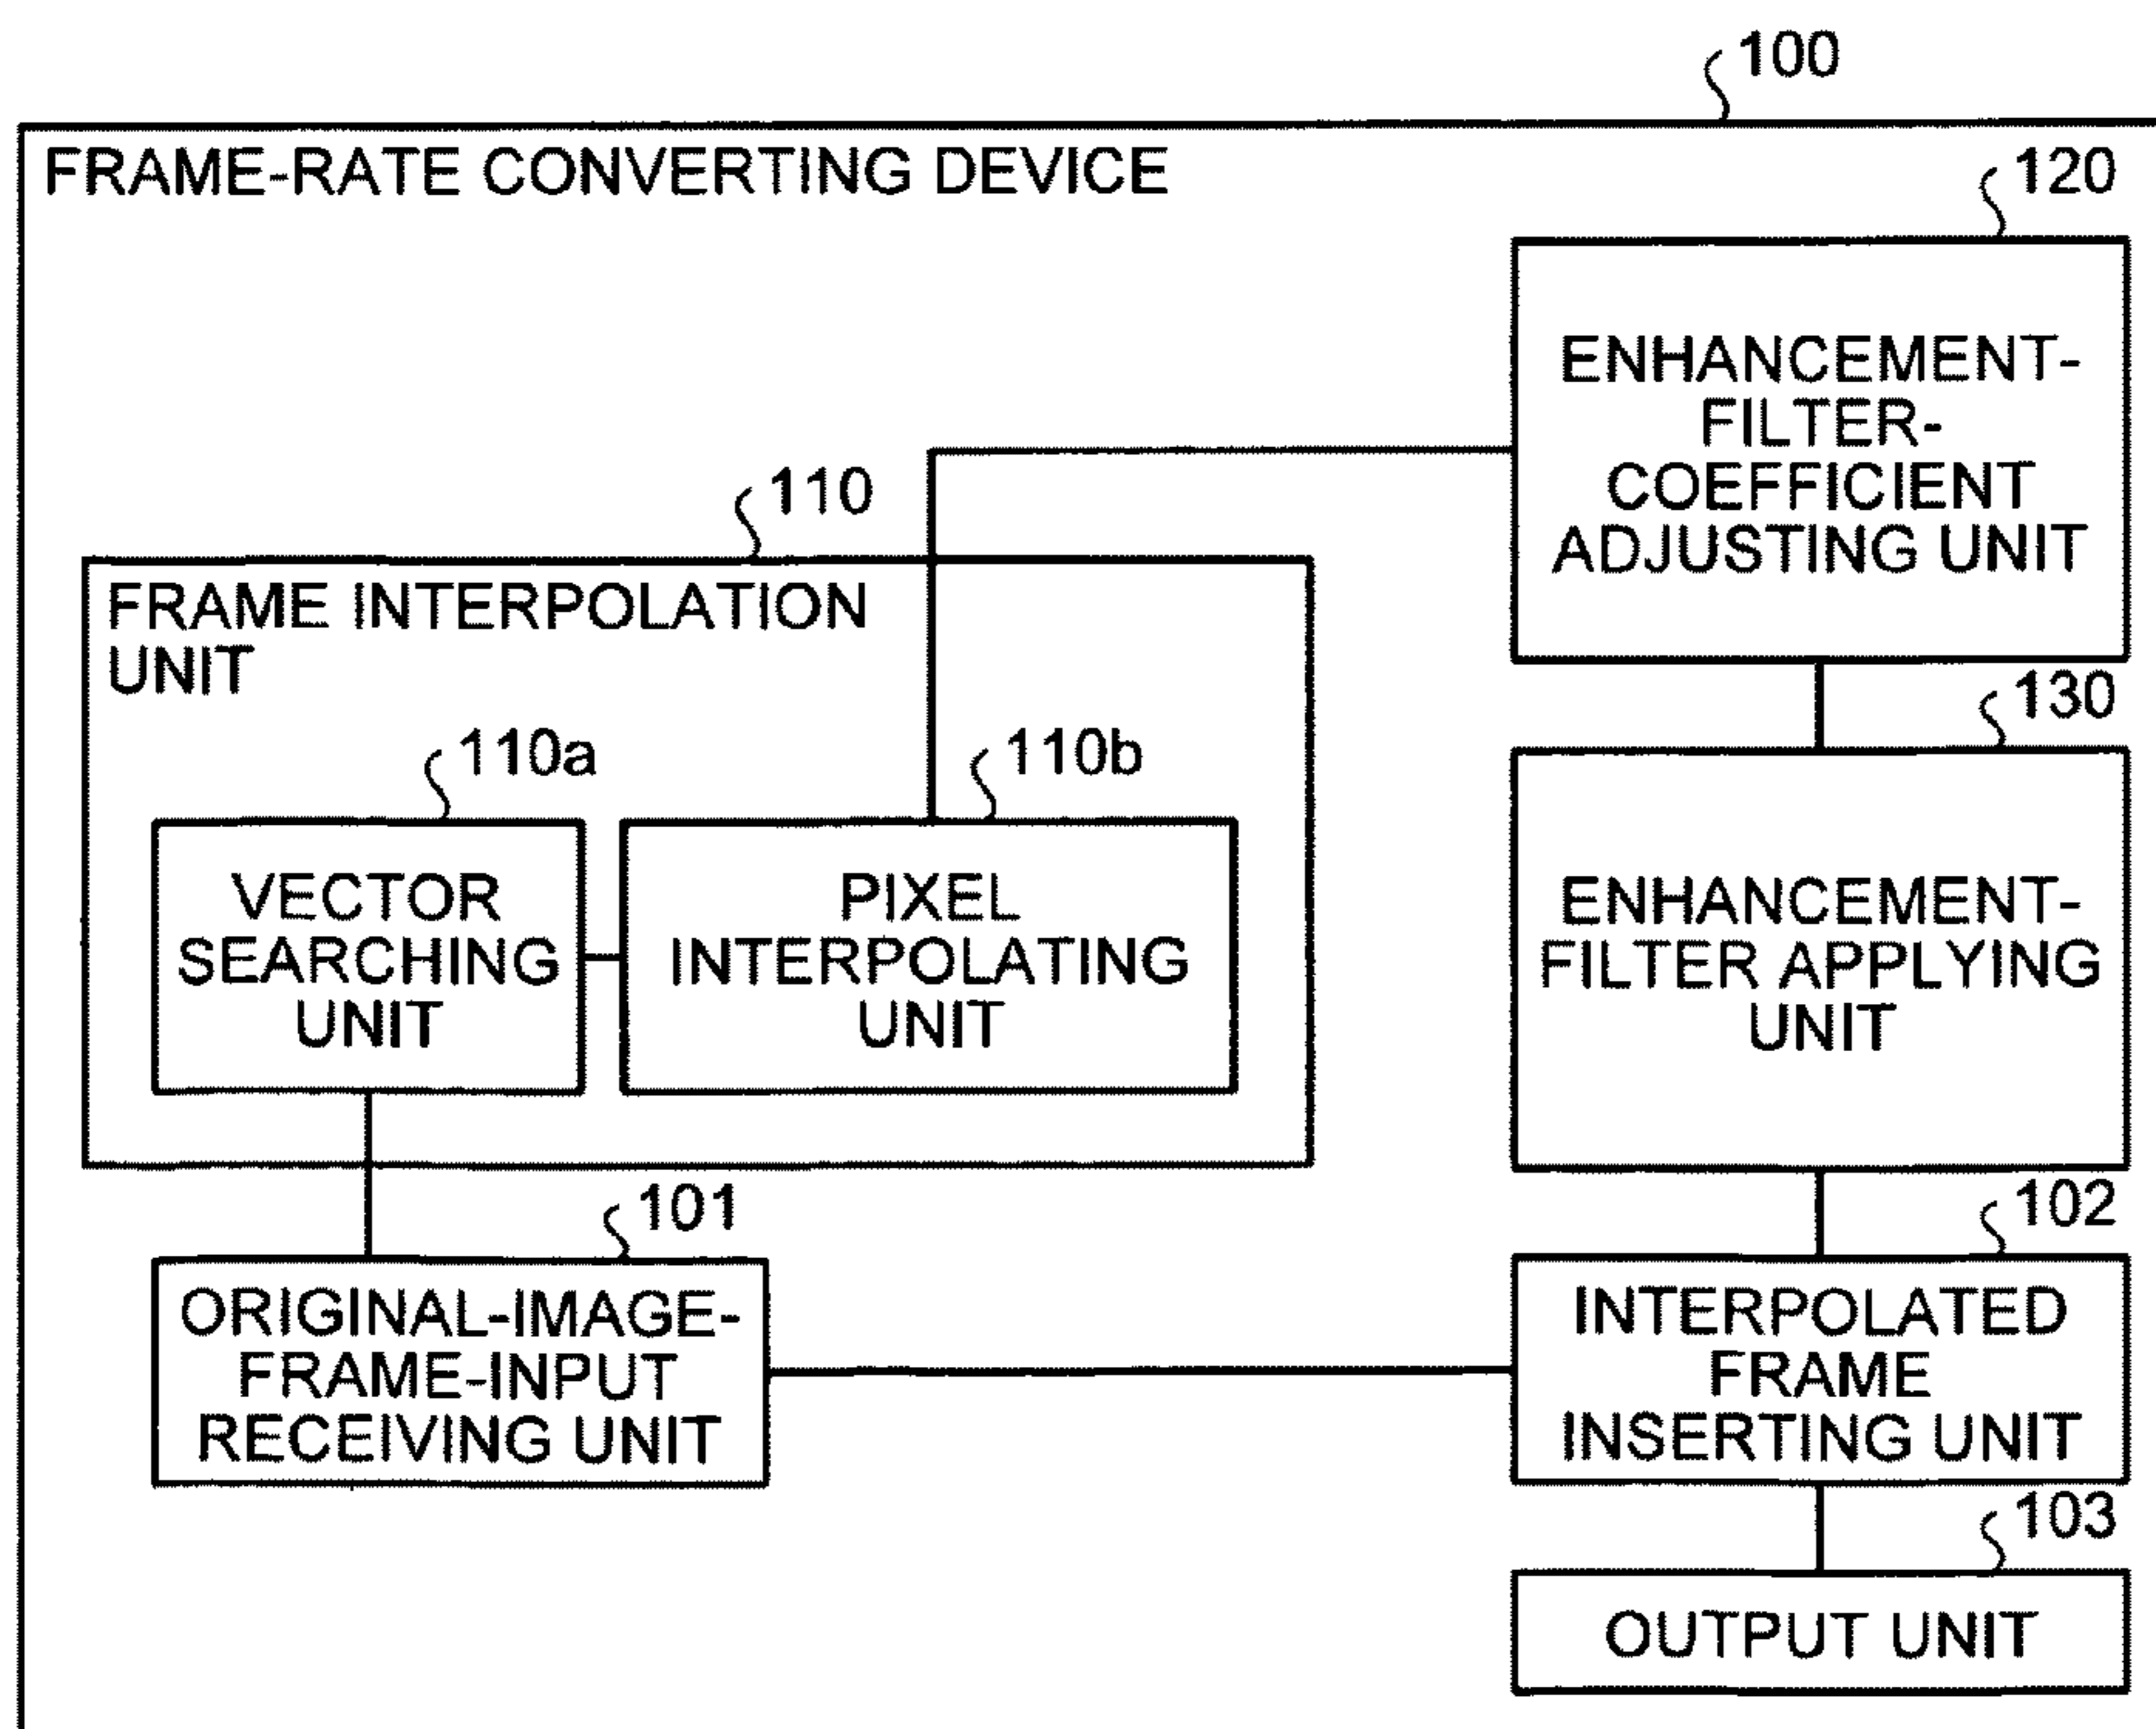 100
FRAME-RATE CONVERTING DEVICE
120
ENHANCEMENT-
FILTER-
COEFFICIENT
ADJUSTING UNIT
110
FRAME INTERPOLATION
UNIT
110a
VECTOR
SEARCHING
UNIT
110b
PIXEL
INTERPOLATING
UNIT
130
ENHANCEMENT-
FILTER APPLYING
UNIT
101
ORIGINAL-IMAGE-
FRAME-INPUT
RECEIVING UNIT
102
INTERPOLATED
FRAME
INSERTING UNIT
103
OUTPUT UNIT